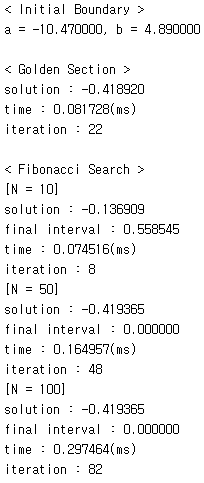 < Initial Boundary >
a = -10.470000, b = 4.890000
< Golden Section >
solution : -0.418920
time : 0.081728(ms)
iteration : 22
< Fibonacci Search >
[N = 10]
solution : -0.136909
final interval : 0.558545
time : 0.074516(ms)
iteration : 8
[N = 50]
solution : -0.419365
final interval : 0.000000
time : 0.164957(ms)
iteration : 48
[N = 100]
solution : -0.419365
final interval : 0.000000
time : 0.297464(ms)
iteration : 82